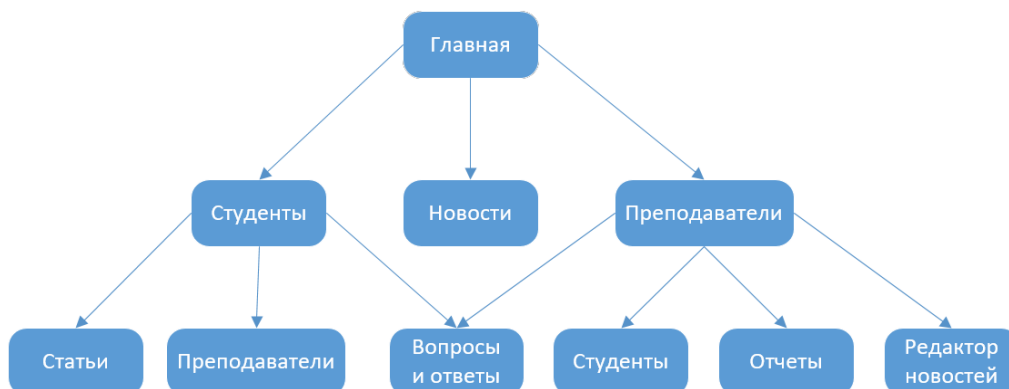 Главная
Студенты
Новости
Преподаватели
Статьи
Преподаватели
Вопросы
и ответы
Студенты
Отчеты
Редактор
новостей